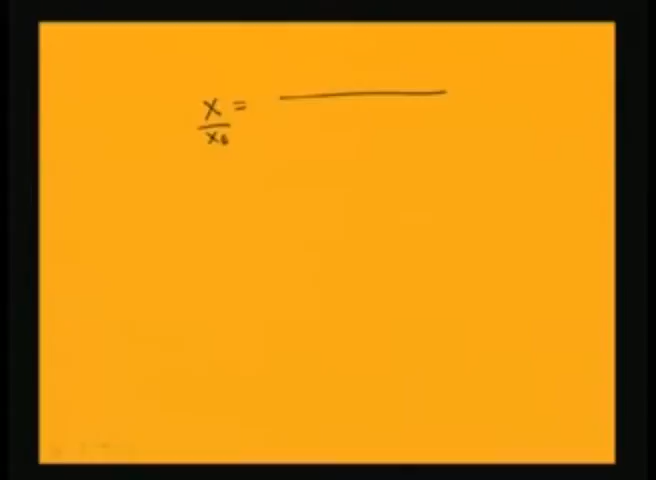 x/x₀ =